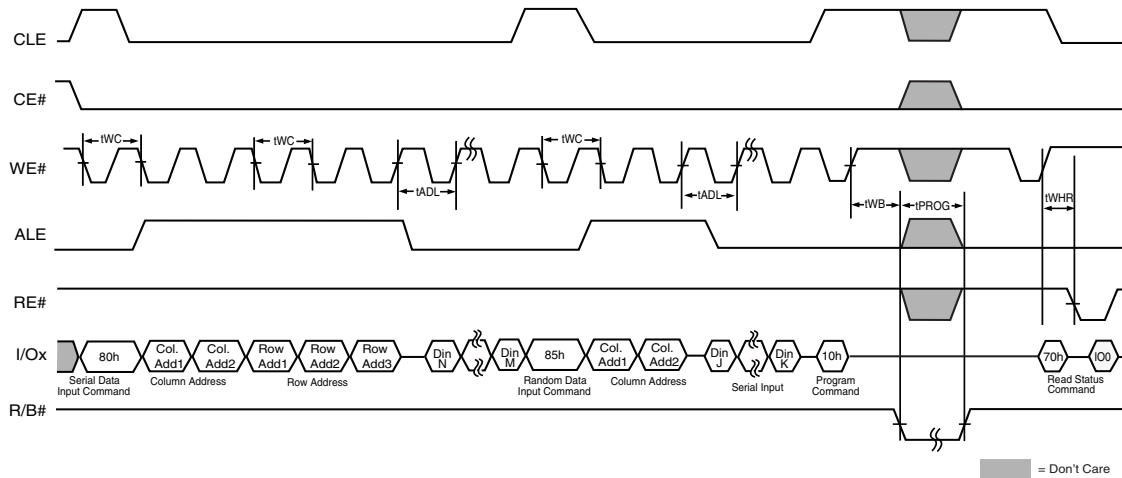 CLE
CE#
WE#
tWC
tWC
tADL
tWC
tADL
tWB
tPROG
tWHR
ALE
RE#
I/Ox
80h
Col.
Add1
Col.
Add2
Row
Add1
Row
Add2
Row
Add3
Din
N
Din
M
85h
Col.
Add1
Col.
Add2
Din
J
Din
K
10h
70h
IO0
Serial Data
Input Command
Column Address
Row Address
Random Data
Input Command
Column Address
Serial Input
Program
Command
Read Status
Command
R/B#
= Don't Care